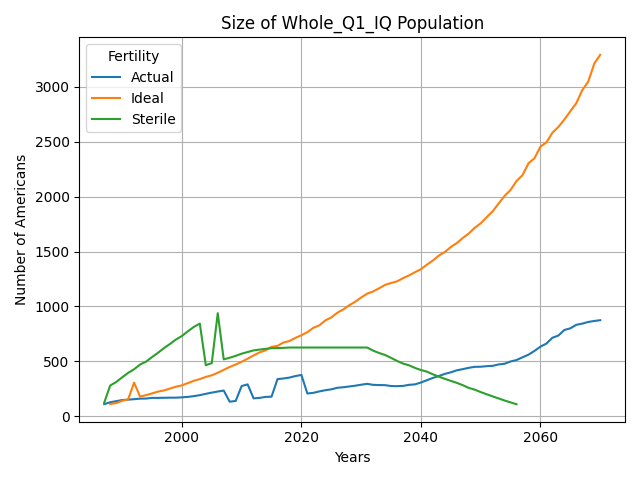 Size of Whole_Q1_IQ Population
Fertility
Actual
Ideal
Sterile
Number of Americans
3000
2500
2000
1500
1000
500
0
2000
2020
2040
2060
Years